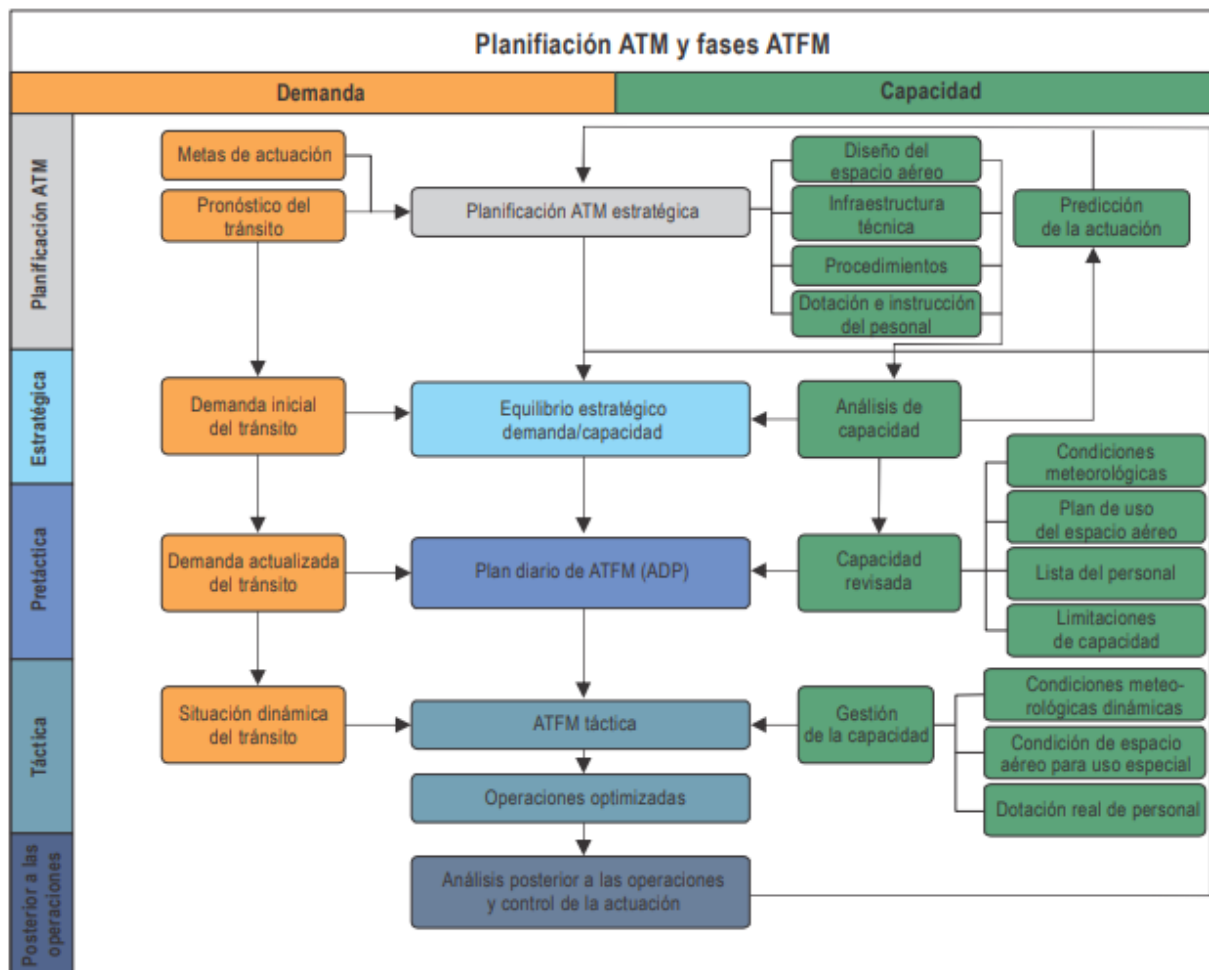 Planifiación ATM y fases ATFM
Demanda
Capacidad
Planificación ATM
Metas de actuación
Pronóstico del
tránsito
Planificación ATM estratégica
Diseño del
espacio aéreo
Infraestructura
técnica
Procedimientos
Dotación e instrucción
del pesonal
Predicción
de la actuación
Estratégica
Demanda inicial
del tránsito
Equilibrio estratégico
demanda/capacidad
Análisis de
capacidad
Pretáctica
Demanda actualizada
del tránsito
Plan diario de ATFM (ADP)
Capacidad
revisada
Condiciones
meteorológicas
Plan de uso
del espacio aéreo
Lista del personal
Limitaciones
de capacidad
Táctica
Situación dinámica
del tránsito
ATFM táctica
Gestión
de la capacidad
Condiciones meteo-
rológicas dinámicas
Condición de espacio
aéreo para uso especial
Dotación real de personal
Operaciones optimizadas
Posterior a las
operaciones
Análisis posterior a las operaciones
y control de la actuación